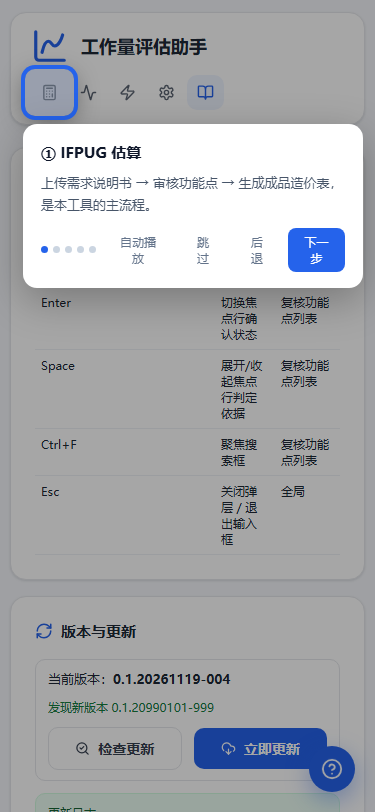 工作量评估助手
① IFPUG 估算
上传需求说明书 → 审核功能点 → 生成成品造价表，
是本工具的主流程。
自动播
放
跳
过
后
退
下一
步
Enter
切换焦
点行确
认状态
复核功能
点列表
Space
展开/收
起焦点
行判定
依据
复核功能
点列表
Ctrl+F
聚焦搜
索框
复核功能
点列表
Esc
关闭弹
层 / 退
出输入
框
全局
版本与更新
当前版本：0.1.20261119-004
发现新版本 0.1.20990101-999
检查更新
立即更新